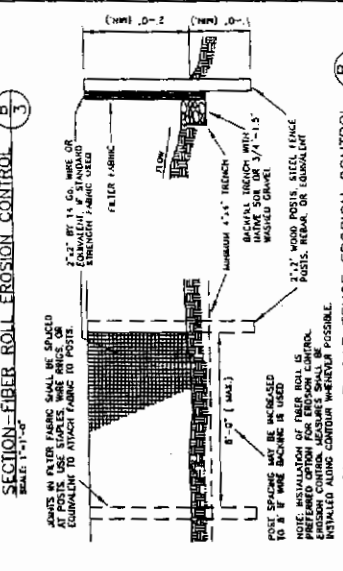 SECTION-FIBER ROLL EROSION CONTROL
SCALE: 1"=1'-0"
B
3
JOINTS IN FILTER FABRIC SHALL BE SPLICED
AT POSTS. USE STAPLES, WIRE RINGS, OR
EQUIVALENT TO ATTACH FABRIC TO POSTS.
2"x2" BY 14 Ga. WIRE OR
EQUIVALENT, IF STANDARD
STRENGTH FABRIC USED
FILTER FABRIC
FLOW
2'-0" (MIN.)
1'-0" (MIN.)
8'-0" (MAX.)
MINIMUM 4"x4" TRENCH
BACKFILL TRENCH WITH
NATIVE SOIL OR 3/4"-1.5"
WASHED GRAVEL
2"x2" WOOD POSTS, STEEL FENCE
POSTS, REBAR, OR EQUIVALENT
POST SPACING MAY BE INCREASED
TO 8' IF WIRE BACKING IS USED
NOTE: INSTALLATION OF FIBER ROLL IS
PREFERRED OPTION FOR EROSION CONTROL.
EROSION CONTROL MEASURES SHALL BE
INSTALLED ALONG CONTOUR WHENEVER POSSIBLE.
FENCE EROSION CONTROL
B